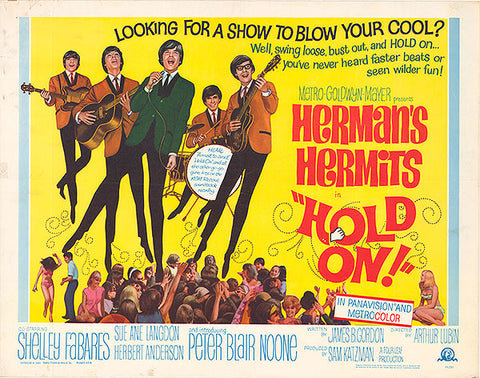 LOOKING FOR A SHOW TO BLOW YOUR COOL?
Well, swing loose, bust out, and HOLD ON...
you've never heard faster beats or
seen wilder fun!
METRO-GOLDWYN-MAYER presents
HERMAN'S
HERMITS
in
"HOLD
ON!"
IN PANAVISION AND
METROCOLOR
CO-STARRING
SHELLEY FABARES
SUE ANE LANGDON
HERBERT ANDERSON
and introducing
PETER BLAIR NOONE
WRITTEN BY JAMES B. GORDON
DIRECTED BY ARTHUR LUBIN
PRODUCED BY SAM KATZMAN
A FOUR LEAF PRODUCTION
MGM